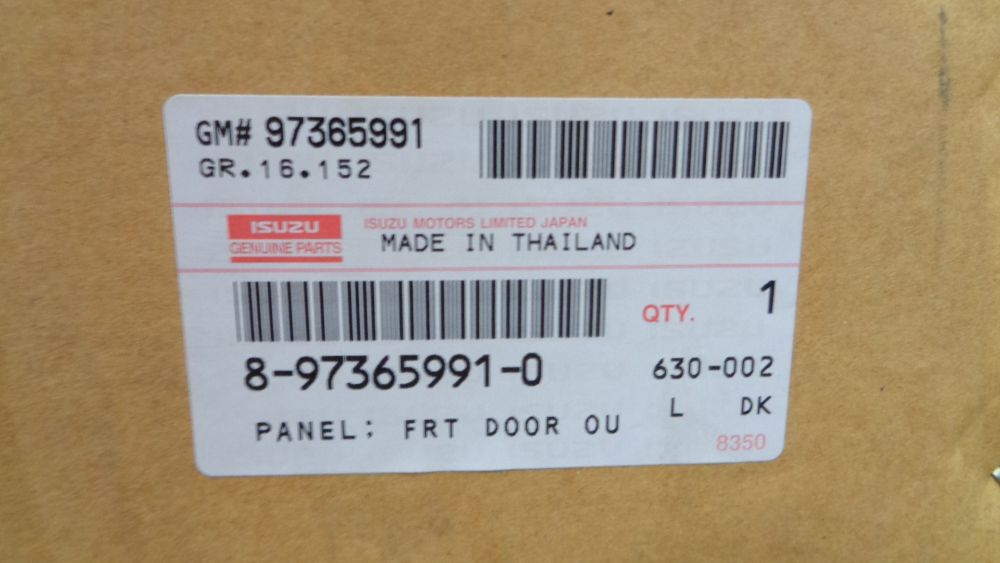 GM# 97365991
GR.16.152
ISUZU
GENUINE PARTS
ISUZU MOTORS LIMITED JAPAN
MADE IN THAILAND
QTY. 1
8-97365991-0
630-002
PANEL; FRT DOOR OU
L DK
8350